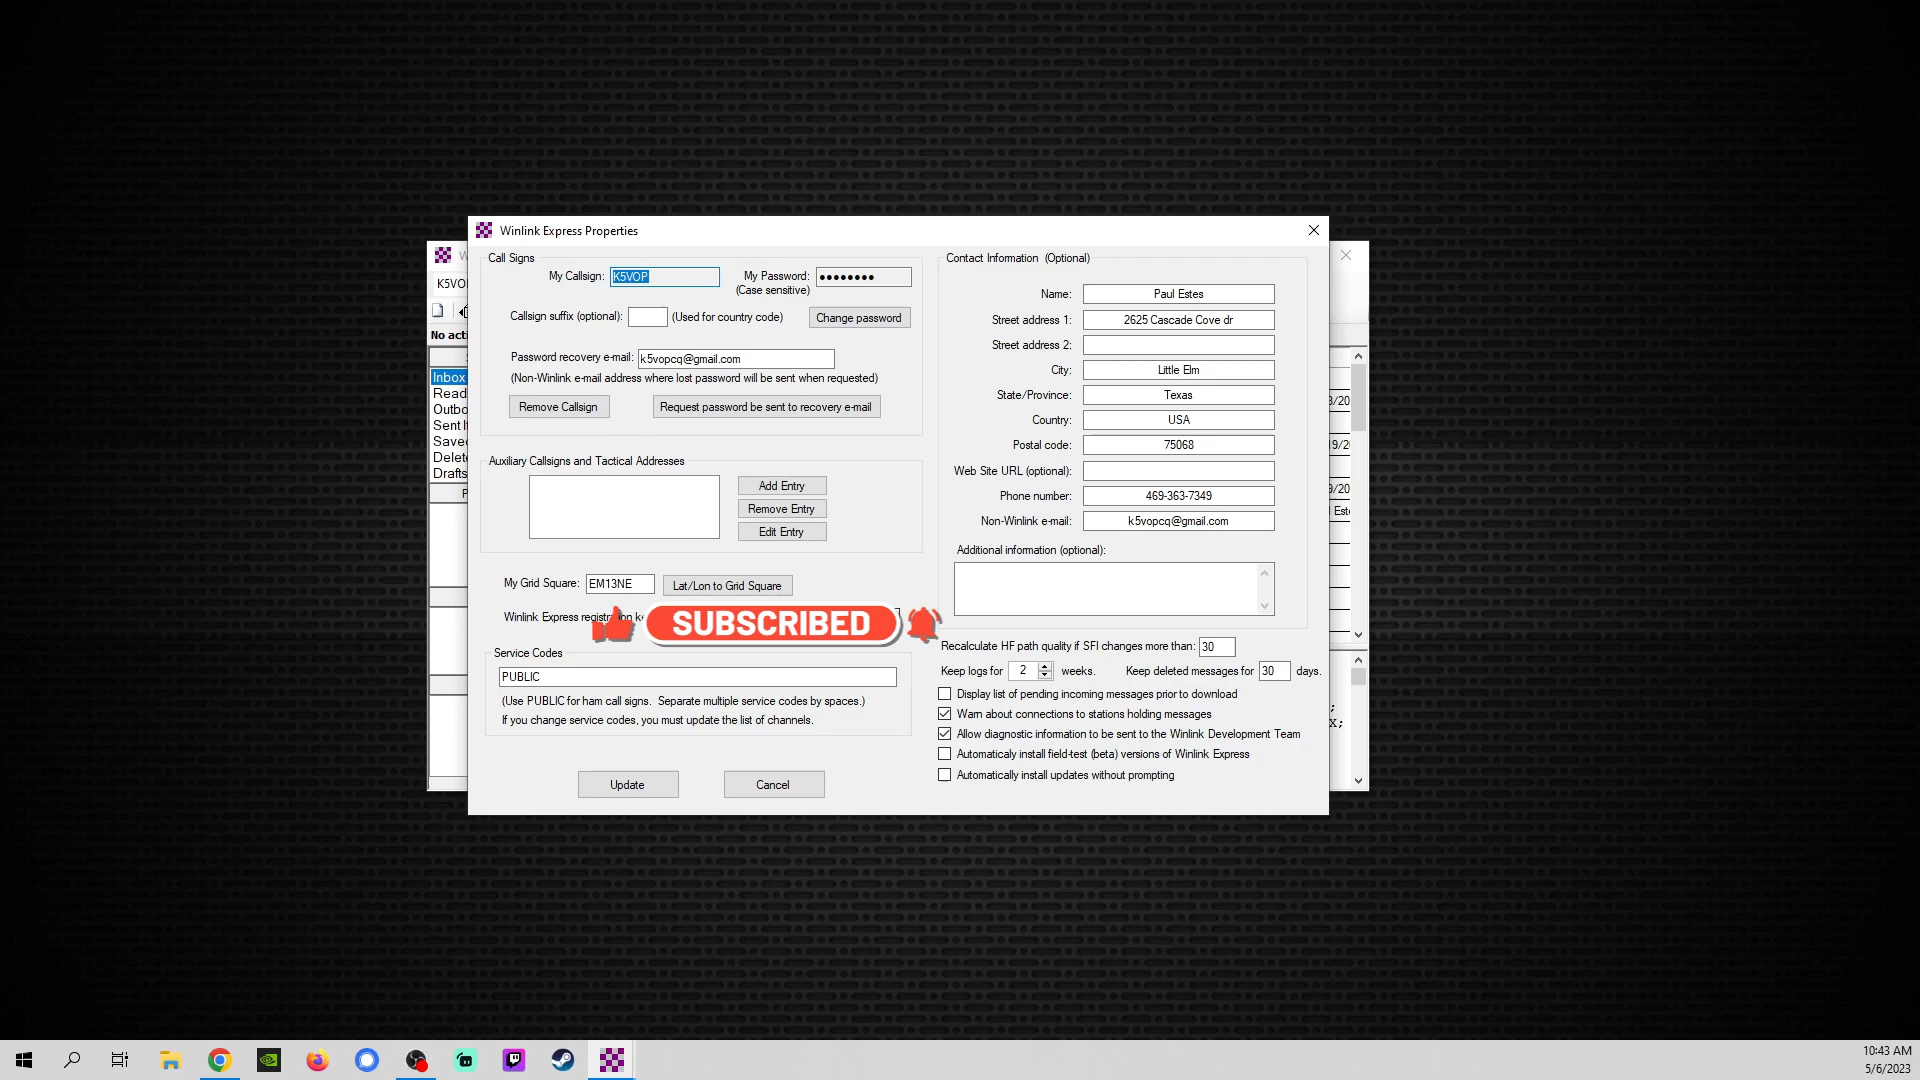 Winlink Express Properties
Call Signs
My Callsign: K5VOP
My Password: ●●●●●●●●
(Case sensitive)
Callsign suffix (optional):
(Used for country code)
Change password
Password recovery e-mail: k5vopcq@gmail.com
(Non-Winlink e-mail address where lost password will be sent when requested)
Remove Callsign
Request password be sent to recovery e-mail
Auxiliary Callsigns and Tactical Addresses
Add Entry
Remove Entry
Edit Entry
My Grid Square: EM13NE
Lat/Lon to Grid Square
Winlink Express
SUBSCRIBED
Service Codes
PUBLIC
(Use PUBLIC for ham call signs. Separate multiple service codes by spaces.)
If you change service codes, you must update the list of channels.
Update
Cancel
Contact Information (Optional)
Name: Paul Estes
Street address 1: 2625 Cascade Cove dr
Street address 2:
City: Little Elm
State/Province: Texas
Country: USA
Postal code: 75068
Web Site URL (optional):
Phone number: 469-363-7349
Non-Winlink e-mail: k5vopcq@gmail.com
Additional information (optional):
Recalculate HF path quality if SFI changes more than: 30
Keep logs for 2 weeks.
Keep deleted messages for 30 days.
Display list of pending incoming messages prior to download
Warn about connections to stations holding messages
Allow diagnostic information to be sent to the Winlink Development Team
Automaticaly install field-test (beta) versions of Winlink Express
Automatically install updates without prompting
K5VO
No acti
Inbox
Read
Outbo
Sent It
Saved
Delete
Drafts
10:43 AM
5/6/2023